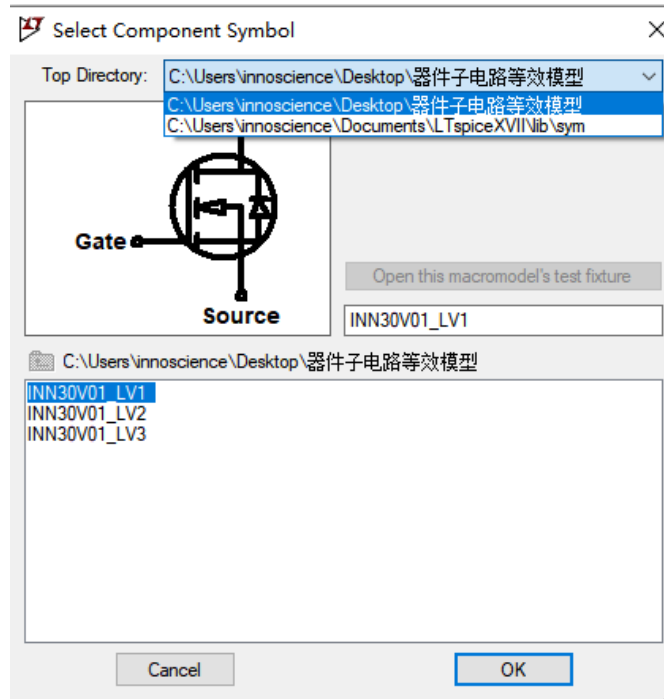 Select Component Symbol
Top Directory: C:\Users\innoscience\Desktop\器件子电路等效模型
C:\Users\innoscience\Desktop\器件子电路等效模型
C:\Users\innoscience\Documents\LTspiceXVII\lib\sym
Gate
Source
Open this macromodel's test fixture
INN30V01_LV1
C:\Users\innoscience\Desktop\器件子电路等效模型
INN30V01_LV1
INN30V01_LV2
INN30V01_LV3
Cancel OK